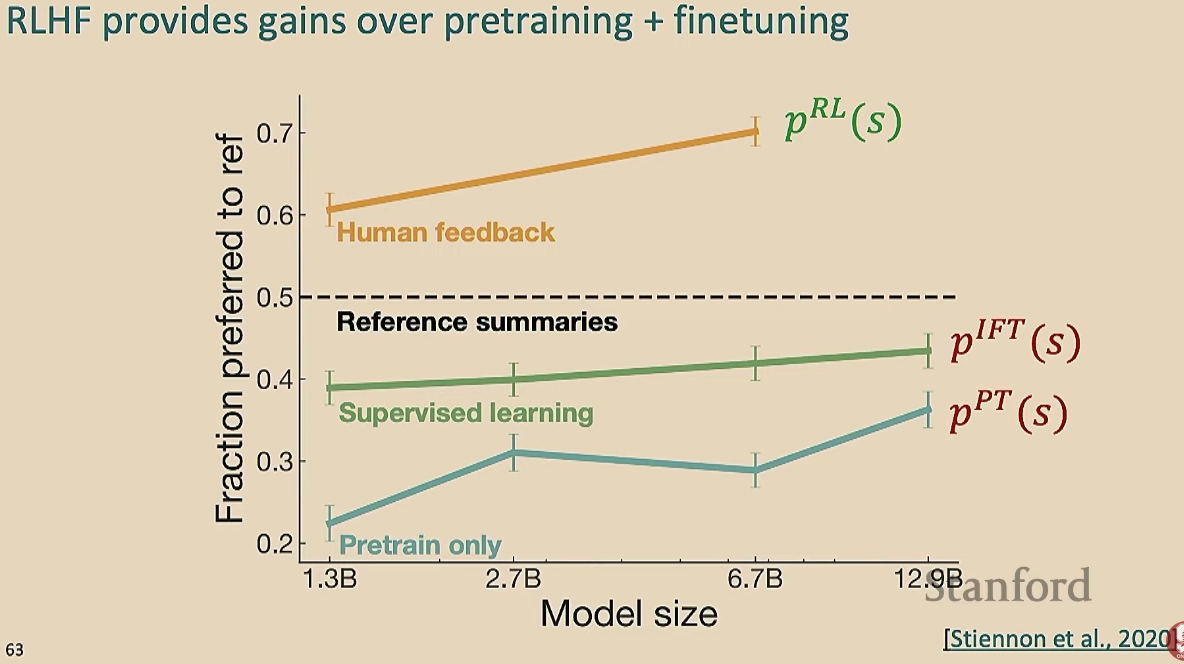 RLHF provides gains over pretraining + finetuning
Fraction preferred to ref
0.7
0.6
0.5
0.4
0.3
0.2
p^{RL}(s)
Human feedback
Reference summaries
p^{IFT}(s)
Supervised learning
p^{PT}(s)
Pretrain only
1.3B 2.7B 6.7B 12.9B
Stanford
Model size
[Stiennon et al., 2020]
63